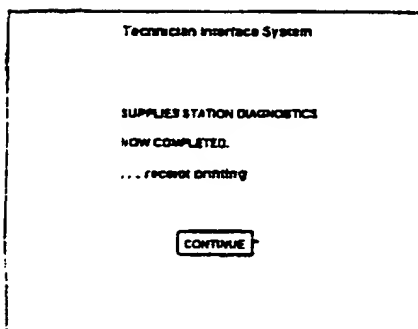 Technician Interface System
SUPPLIES STATION DIAGNOSTICS
NOW COMPLETED.
... receipt printing
CONTINUE